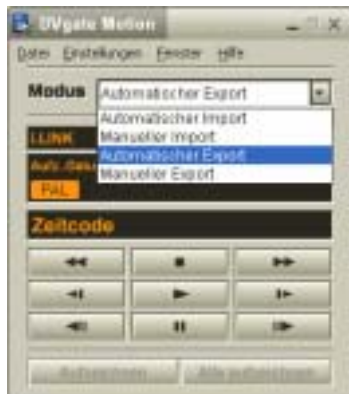 DVgate Motion
Datei Einstellungen Fenster Hilfe
Modus Automatischer Export
Automatischer Import
Manueller Import
Automatischer Export
Manueller Export
i.LINK
PAL
Zeitcode